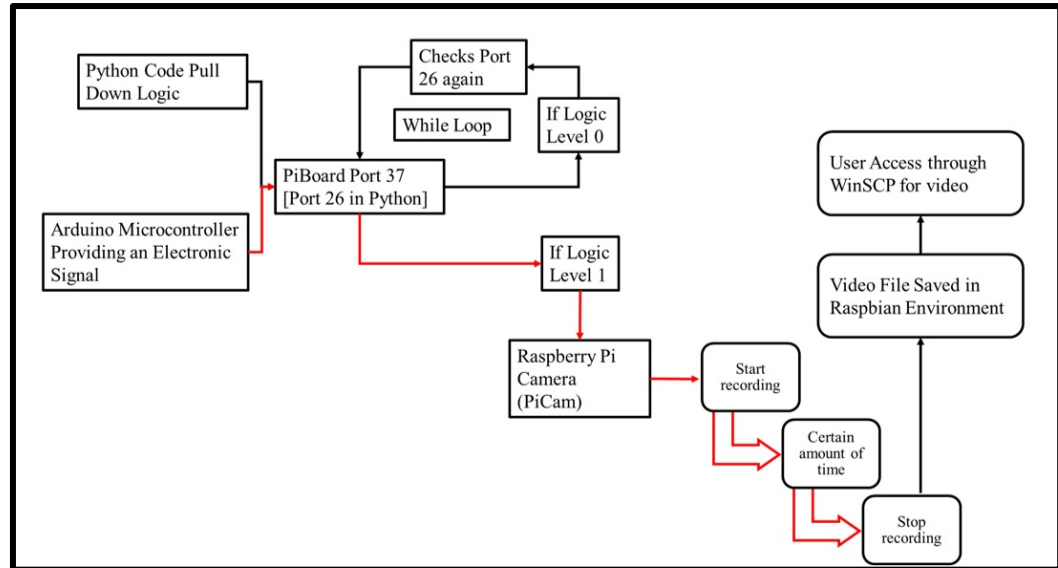 Python Code Pull
Down Logic
Checks Port
26 again
While Loop
If Logic
Level 0
PiBoard Port 37
[Port 26 in Python]
Arduino Microcontroller
Providing an Electronic
Signal
If Logic
Level 1
Raspberry Pi
Camera
(PiCam)
Start
recording
Certain
amount of
time
Stop
recording
Video File Saved in
Raspbian Environment
User Access through
WinSCP for video